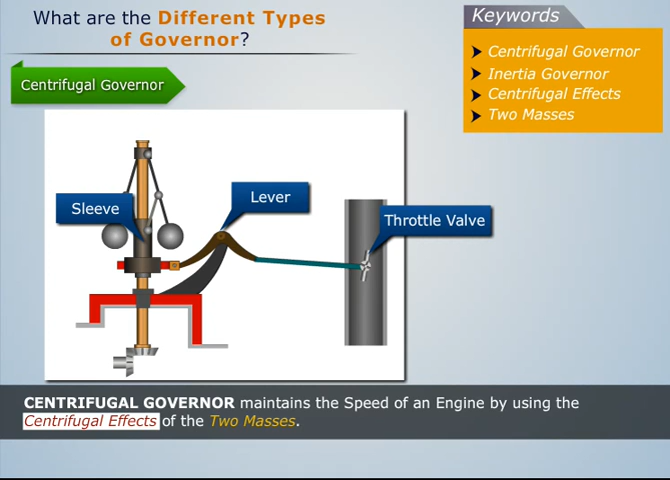 What are the Different Types
of Governor?
Keywords
Centrifugal Governor
Inertia Governor
Centrifugal Effects
Two Masses
Centrifugal Governor
Sleeve
Lever
Throttle Valve
CENTRIFUGAL GOVERNOR maintains the Speed of an Engine by using the
Centrifugal Effects of the Two Masses.